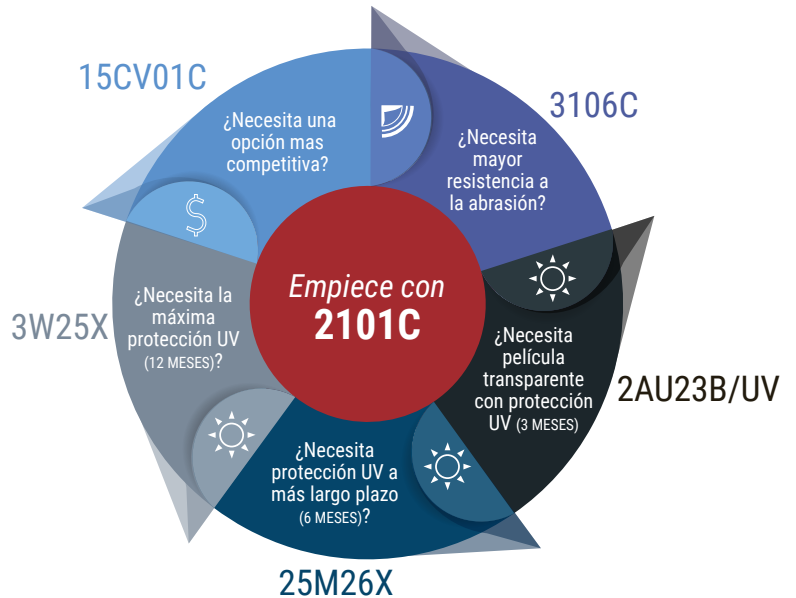 15CV01C
¿Necesita una
opción mas
competitiva?
$
3106C
¿Necesita
mayor
resistencia a
la abrasión?
Empiece con
2101C
3W25X
¿Necesita la
máxima
protección UV
(12 MESES)?
2AU23B/UV
¿Necesita
película
transparente
con protección
UV (3 MESES)
¿Necesita
protección UV a
más largo plazo
(6 MESES)?
25M26X